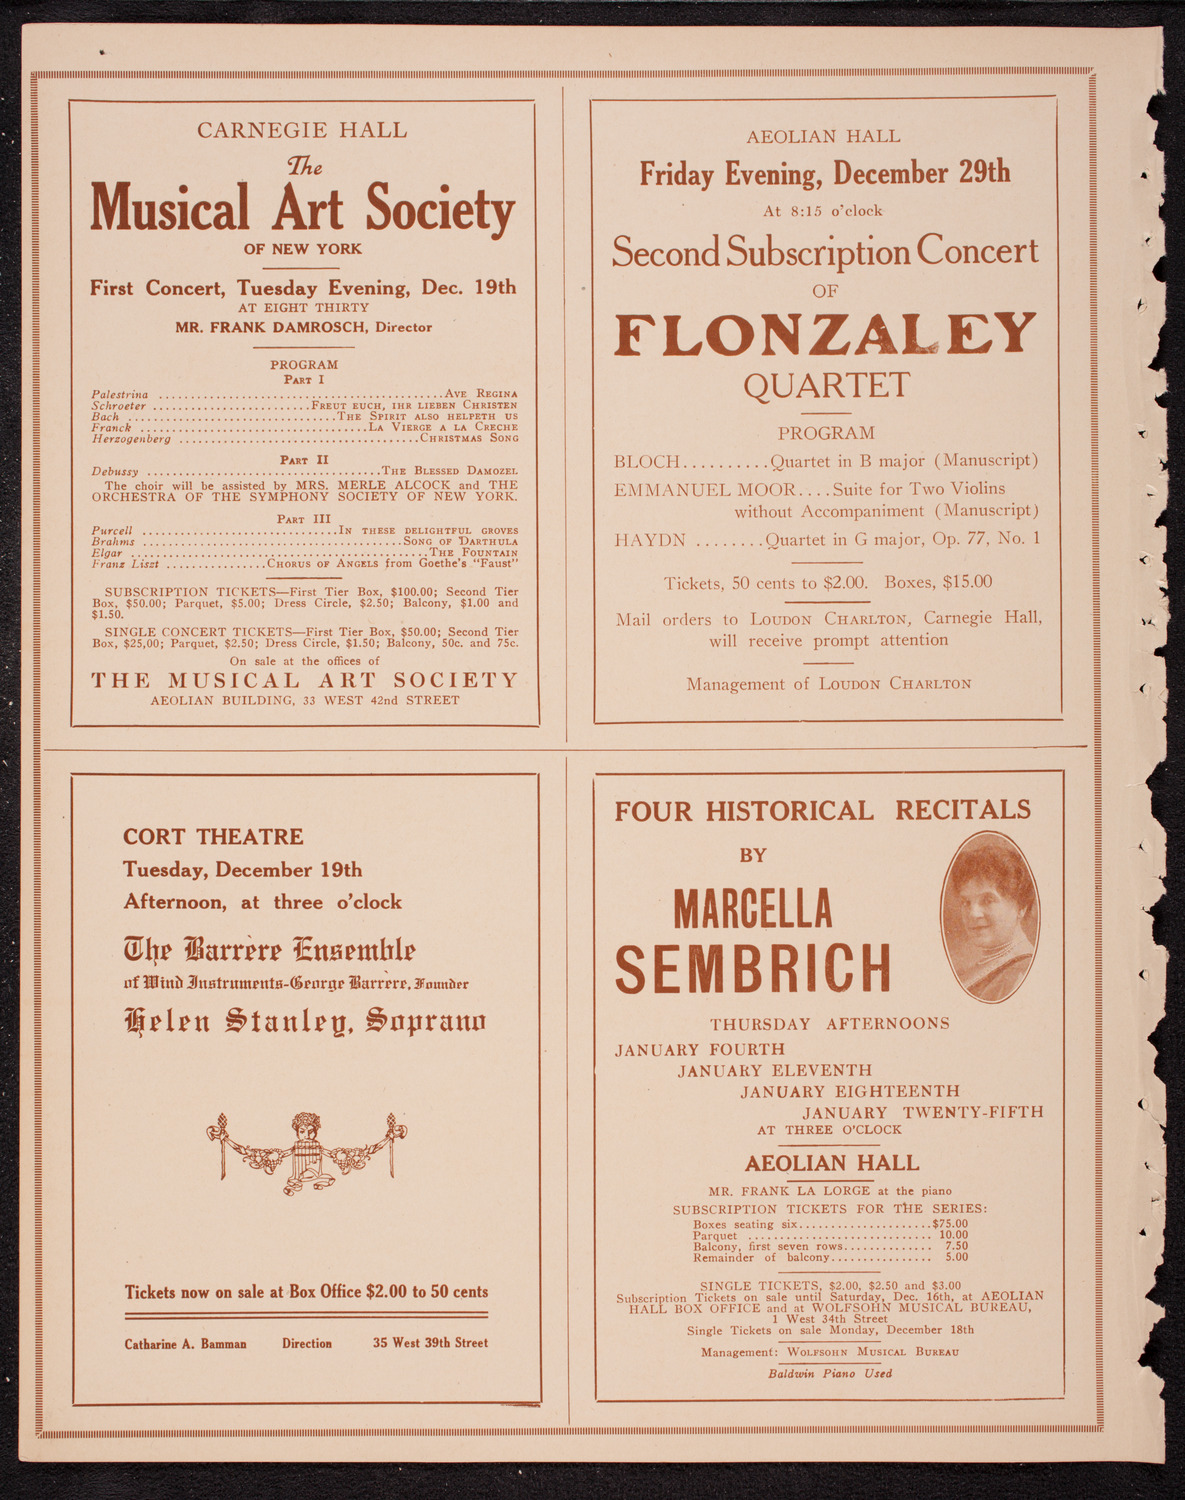 CARNEGIE HALL
The
Musical Art Society
OF NEW YORK
First Concert, Tuesday Evening, Dec. 19th
AT EIGHT THIRTY
MR. FRANK DAMROSCH, Director
PROGRAM
PART I
Palestrina ............................................AVE REGINA
Schroeter .........................FREUT EUCH, IHR LIEBEN CHRISTEN
Bach .................................THE SPIRIT ALSO HELPETH US
Franck ....................................LA VIERGE A LA CRECHE
Herzogenberg ......................................CHRISTMAS SONG
PART II
Debussy .....................................THE BLESSED DAMOZEL
The choir will be assisted by MRS. MERLE ALCOCK and THE
ORCHESTRA OF THE SYMPHONY SOCIETY OF NEW YORK.
PART III
Purcell ...............................IN THESE DELIGHTFUL GROVES
Brahms .........................................SONG OF DARTHULA
Elgar ..............................................THE FOUNTAIN
Franz Liszt ................CHORUS OF ANGELS from Goethe's "Faust"
SUBSCRIPTION TICKETS—First Tier Box, $100.00; Second Tier
Box, $50.00; Parquet, $5.00; Dress Circle, $2.50; Balcony, $1.00 and
$1.50.
SINGLE CONCERT TICKETS—First Tier Box, $50.00; Second Tier
Box, $25,00; Parquet, $2.50; Dress Circle, $1.50; Balcony, 50c. and 75c.
On sale at the offices of
THE MUSICAL ART SOCIETY
AEOLIAN BUILDING, 33 WEST 42nd STREET
AEOLIAN HALL
Friday Evening, December 29th
At 8:15 o'clock
Second Subscription Concert
OF
FLONZALEY
QUARTET
PROGRAM
BLOCH..........Quartet in B major (Manuscript)
EMMANUEL MOOR....Suite for Two Violins
without Accompaniment (Manuscript)
HAYDN ........Quartet in G major, Op. 77, No. 1
Tickets, 50 cents to $2.00. Boxes, $15.00
Mail orders to LOUDON CHARLTON, Carnegie Hall,
will receive prompt attention
Management of LOUDON CHARLTON
CORT THEATRE
Tuesday, December 19th
Afternoon, at three o'clock
The Barrère Ensemble
of Wind Instruments-George Barrère, Founder
Helen Stanley, Soprano
Tickets now on sale at Box Office $2.00 to 50 cents
Catharine A. Bamman Direction 35 West 39th Street
FOUR HISTORICAL RECITALS
BY
MARCELLA
SEMBRICH
THURSDAY AFTERNOONS
JANUARY FOURTH
JANUARY ELEVENTH
JANUARY EIGHTEENTH
JANUARY TWENTY-FIFTH
AT THREE O'CLOCK
AEOLIAN HALL
MR. FRANK LA LORGE at the piano
SUBSCRIPTION TICKETS FOR THE SERIES:
Boxes seating six.....................$75.00
Parquet ............................. 10.00
Balcony, first seven rows.............. 7.50
Remainder of balcony................ 5.00
SINGLE TICKETS, $2.00, $2.50 and $3.00
Subscription Tickets on sale until Saturday, Dec. 16th, at AEOLIAN
HALL BOX OFFICE and at WOLFSOHN MUSICAL BUREAU,
1 West 34th Street
Single Tickets on sale Monday, December 18th
Management: WOLFSOHN MUSICAL BUREAU
Baldwin Piano Used